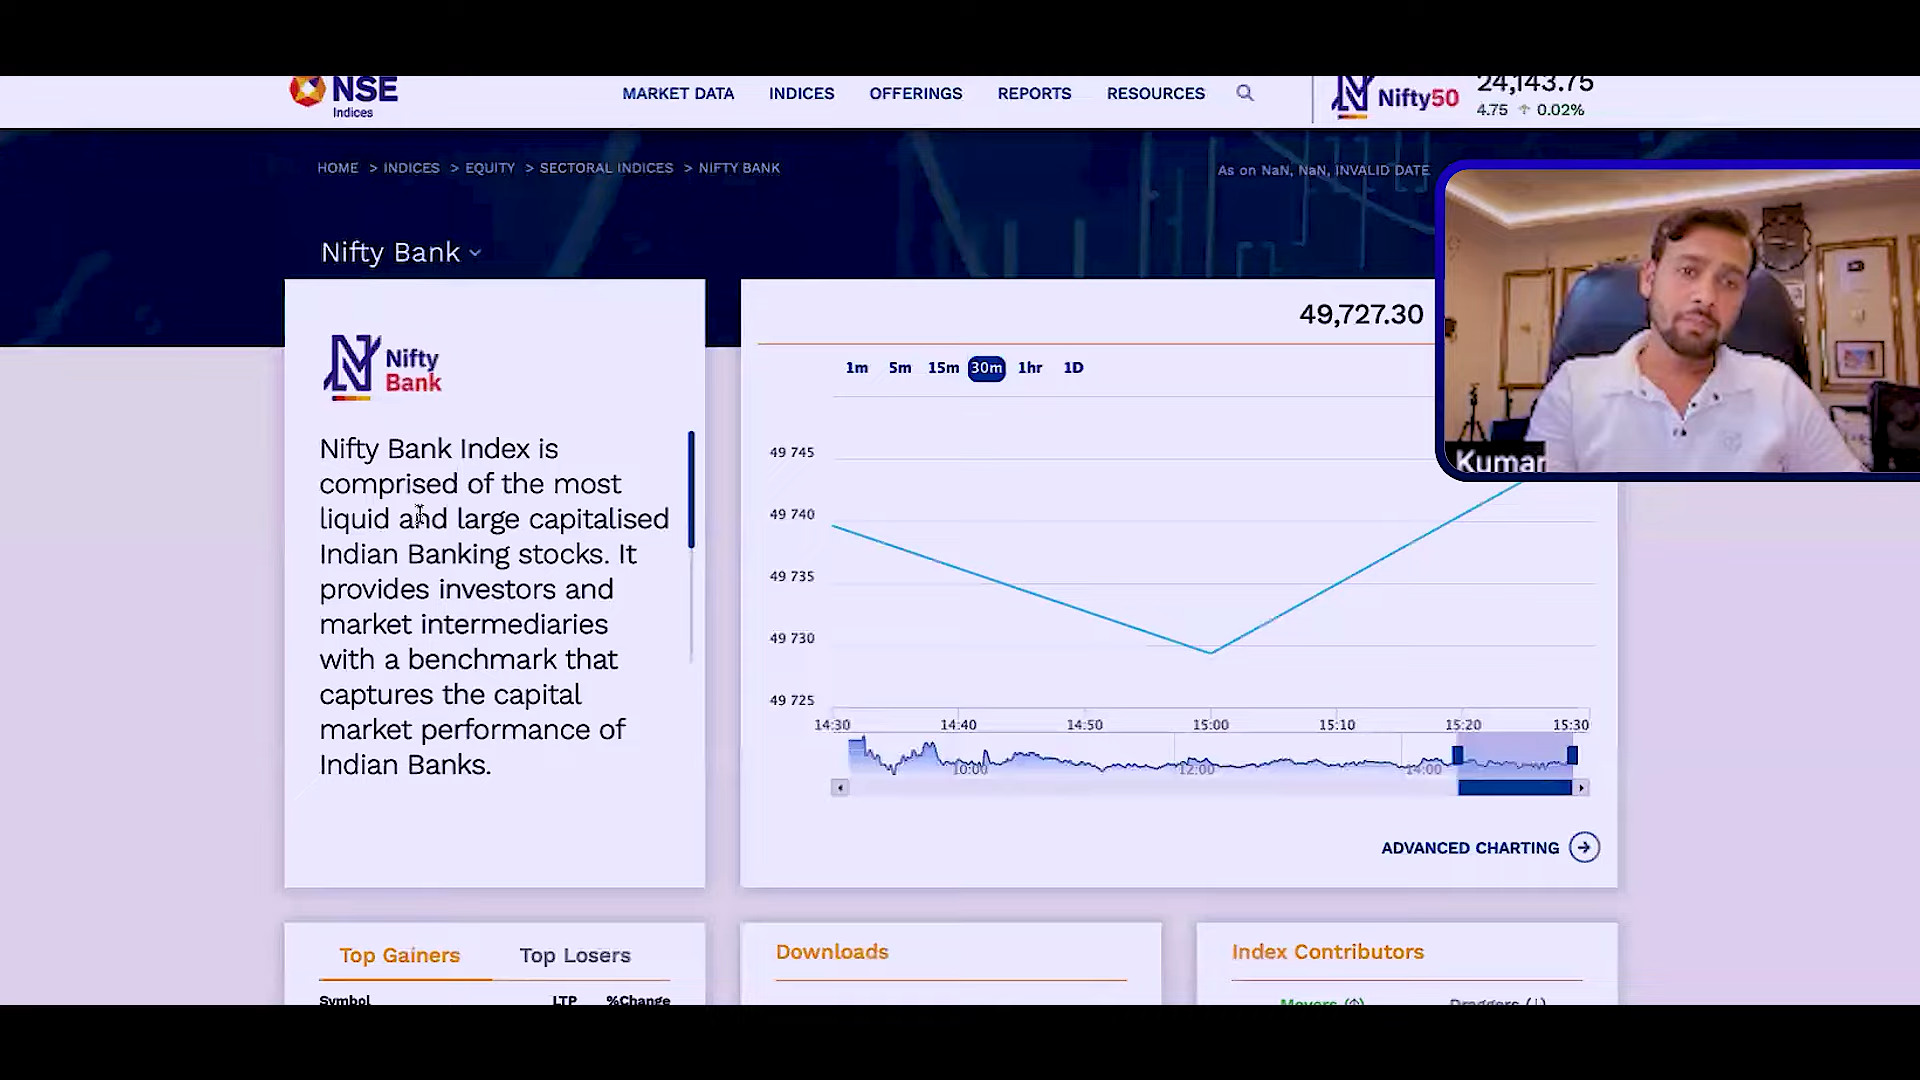 NSE
Indices
MARKET DATA
INDICES
OFFERINGS
REPORTS
RESOURCES
Nifty50
24,143.75
4.75 ↑ 0.02%
HOME > INDICES > EQUITY > SECTORAL INDICES > NIFTY BANK
As on NaN, NaN, INVALID DATE
Nifty Bank
Nifty
Bank
Nifty Bank Index is
comprised of the most
liquid and large capitalised
Indian Banking stocks. It
provides investors and
market intermediaries
with a benchmark that
captures the capital
market performance of
Indian Banks.
49,727.30
1m 5m 15m 30m 1hr 1D
49 745
49 740
49 735
49 730
49 725
14:30 14:40 14:50 15:00 15:10 15:20 15:30
10:00 12:00 14:00
ADVANCED CHARTING
Kumar
Top Gainers Top Losers
Symbol LTP %Change
Downloads
Index Contributors
Movers (↑) Draggers (↓)